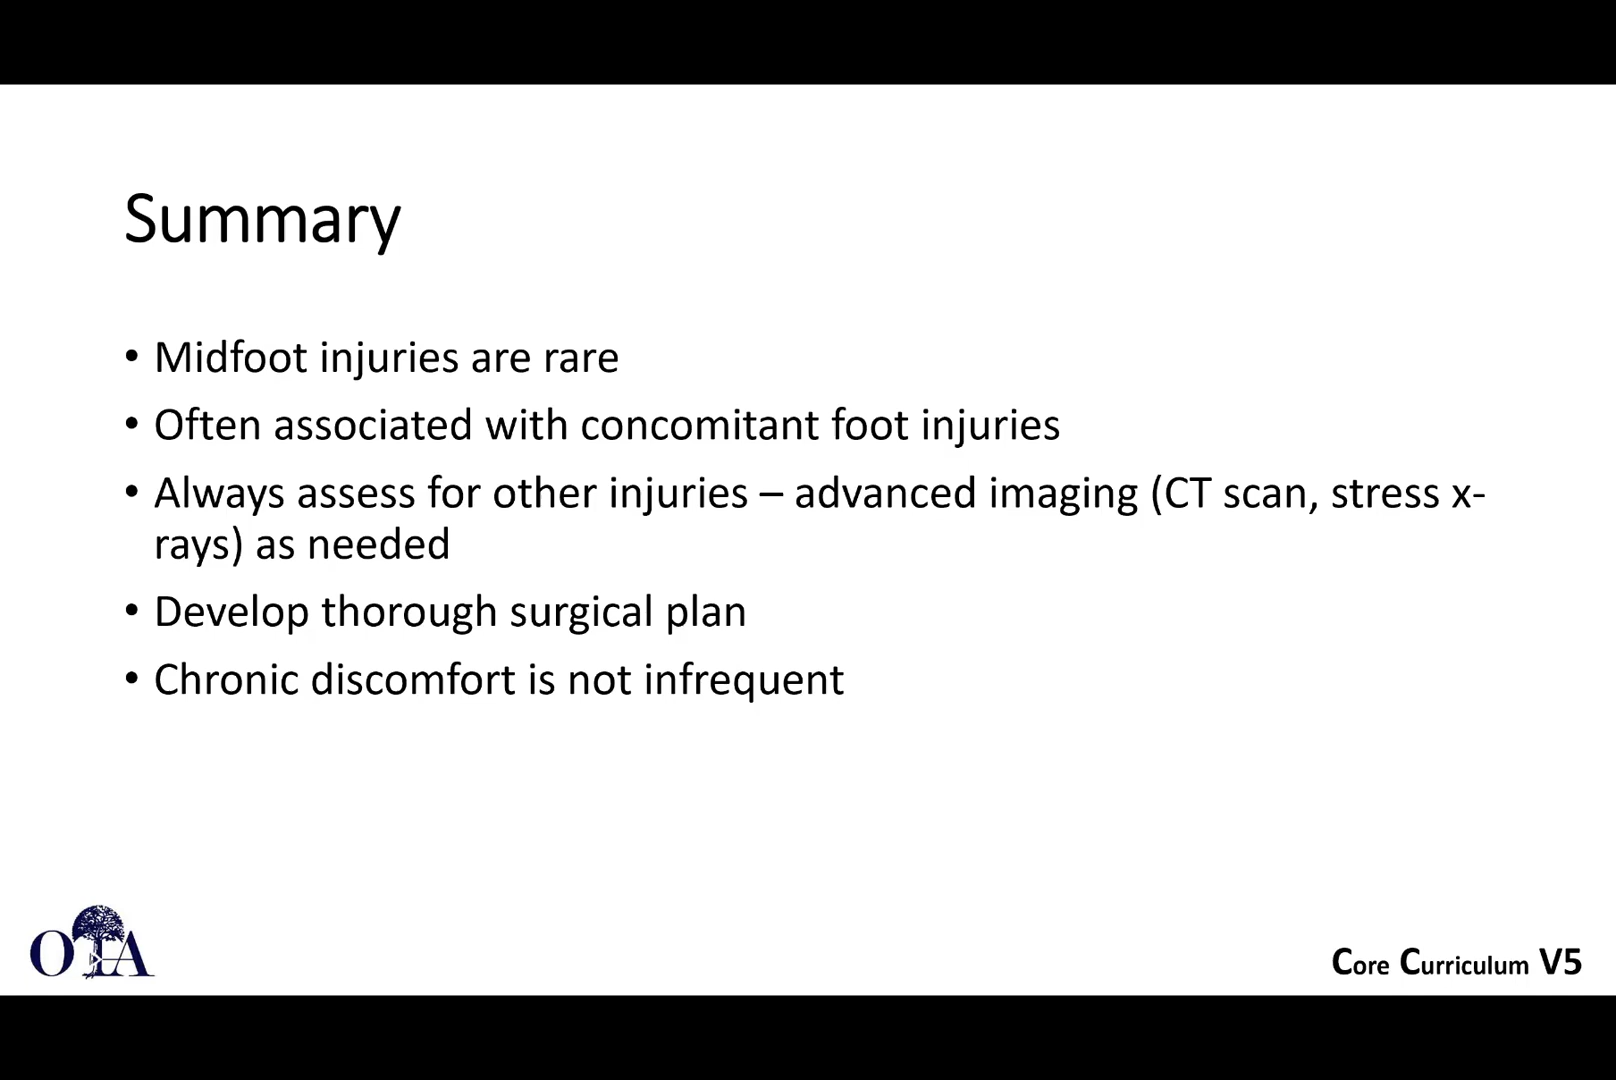 Summary
• Midfoot injuries are rare
• Often associated with concomitant foot injuries
• Always assess for other injuries – advanced imaging (CT scan, stress x-
rays) as needed
• Develop thorough surgical plan
• Chronic discomfort is not infrequent
OTA
Core Curriculum V5